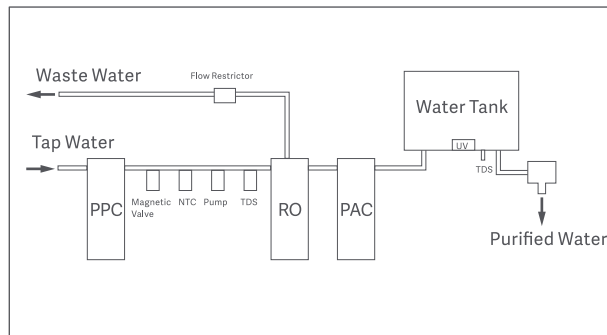 Waste Water
Flow Restrictor
Water Tank
UV
TDS
Tap Water
PPC
Magnetic
Valve
NTC
Pump
TDS
RO
PAC
Purified Water